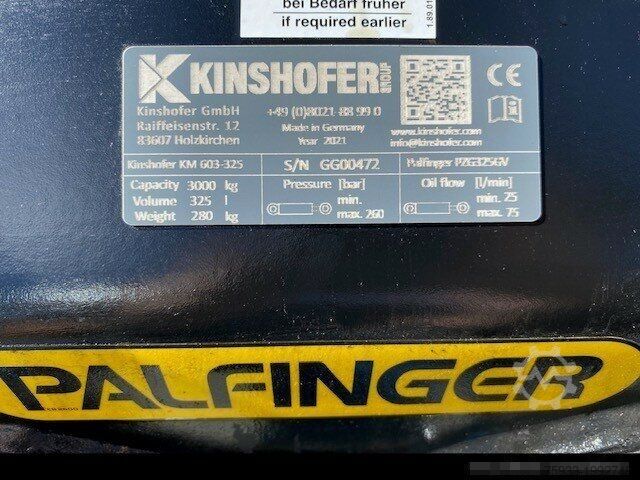 bei Bedarf früher
if required earlier
KINSHOFER GROUP
CE
Kinshofer GmbH
Raiffeisenstr. 12
83607 Holzkirchen
+49 (0)8021 88 99 0
Made in Germany
Year 2021
www.kinshofer.com
info@kinshofer.com
Kinshofer KM 603-325 S/N GG00472 Palfinger PZG325GV
Capacity 3000 kg
Volume 325 l
Weight 280 kg
Pressure [bar]
min.
max. 260
Oil flow [l/min]
min. 25
max. 75
PALFINGER